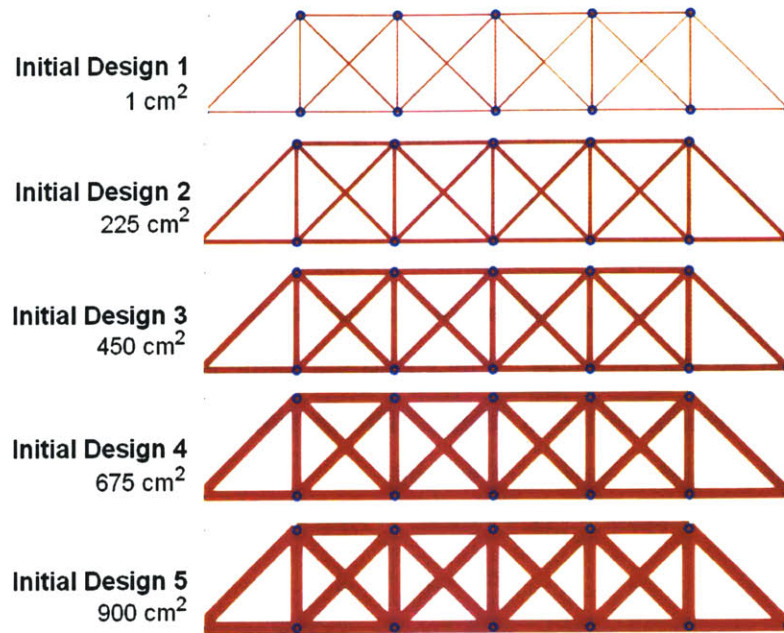 Initial Design 1
1 cm²
Initial Design 2
225 cm²
Initial Design 3
450 cm²
Initial Design 4
675 cm²
Initial Design 5
900 cm²